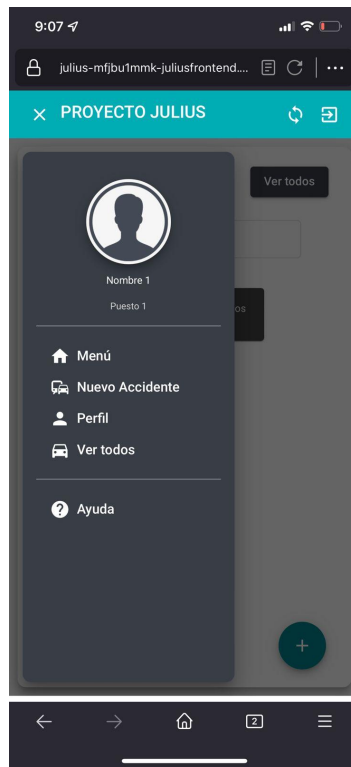 9:07
julius-mfjbu1mmk-juliusfrontend....
PROYECTO JULIUS
Ver todos
Nombre 1
Puesto 1
os
Menú
Nuevo Accidente
Perfil
Ver todos
Ayuda
2